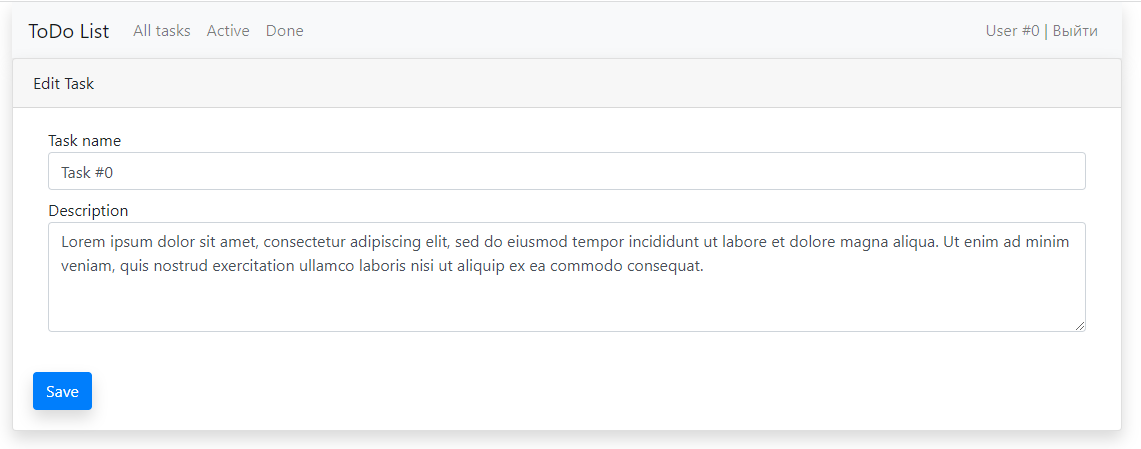 ToDo List All tasks Active Done User #0 | Выйти
Edit Task
Task name
Task #0
Description
Lorem ipsum dolor sit amet, consectetur adipiscing elit, sed do eiusmod tempor incididunt ut labore et dolore magna aliqua. Ut enim ad minim
veniam, quis nostrud exercitation ullamco laboris nisi ut aliquip ex ea commodo consequat.
Save